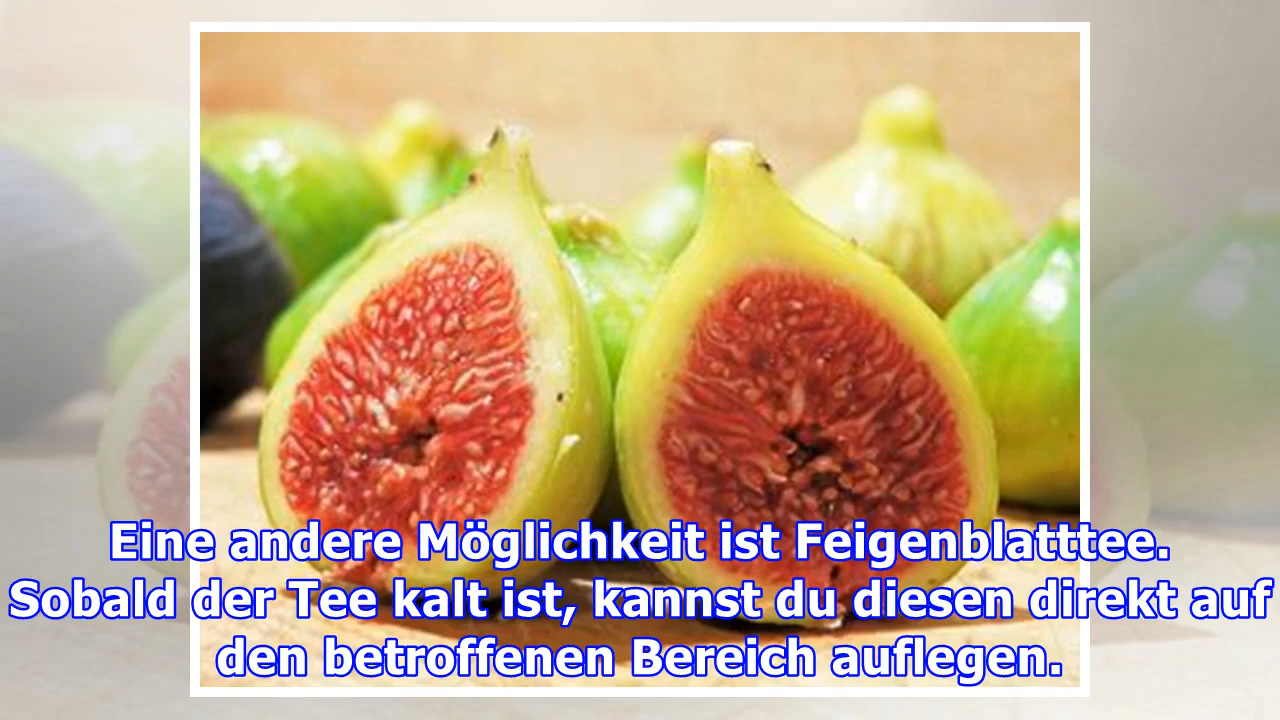 Eine andere Möglichkeit ist Feigenblatttee.
Sobald der Tee kalt ist, kannst du diesen direkt auf
den betroffenen Bereich auflegen.